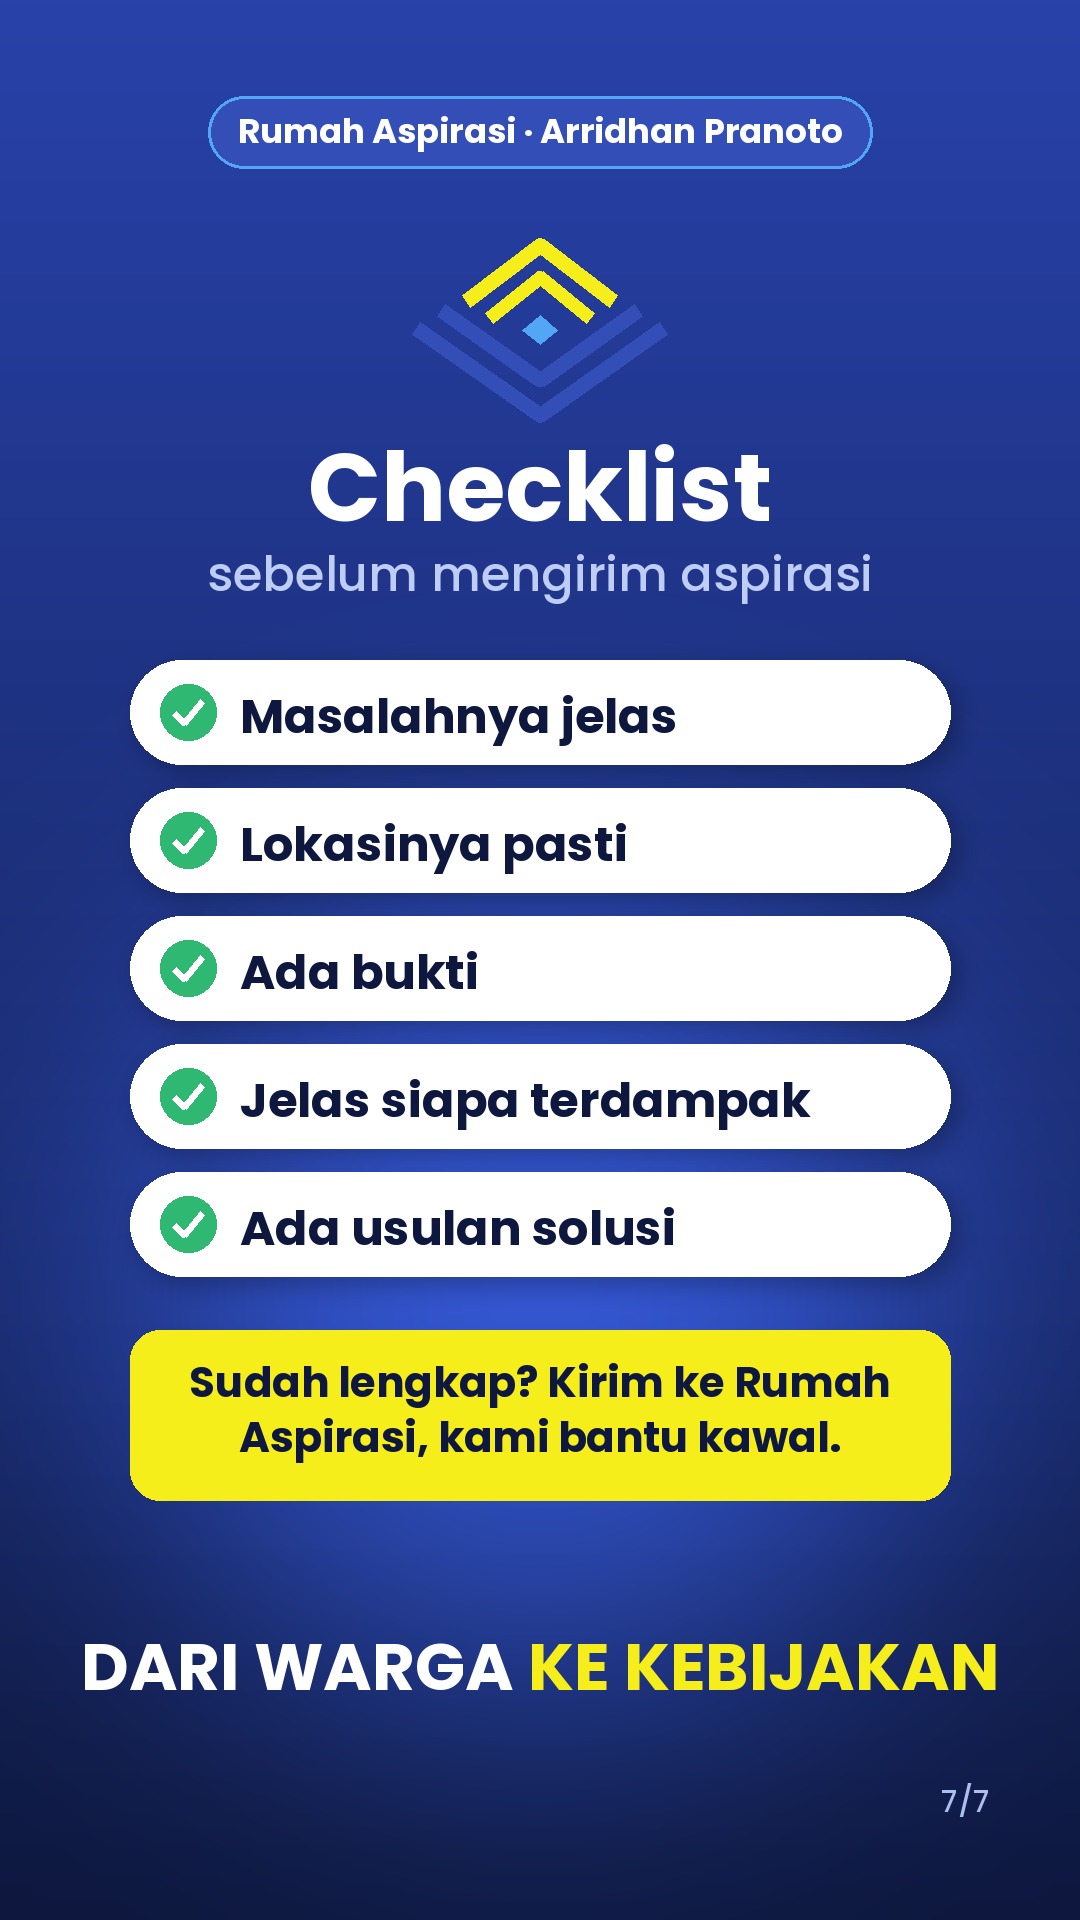 Rumah Aspirasi · Arridhan Pranoto
Checklist
sebelum mengirim aspirasi
Masalahnya jelas
Lokasinya pasti
Ada bukti
Jelas siapa terdampak
Ada usulan solusi
Sudah lengkap? Kirim ke Rumah
Aspirasi, kami bantu kawal.
DARI WARGA KE KEBIJAKAN
7/7